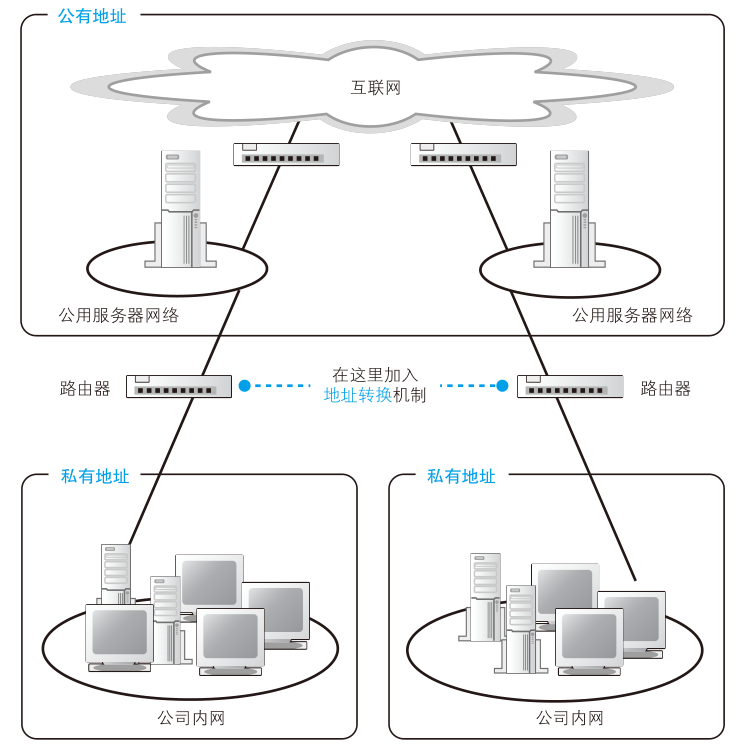 公有地址
互联网
公用服务器网络
公用服务器网络
路由器
在这里加入
地址转换机制
路由器
私有地址
私有地址
公司内网
公司内网